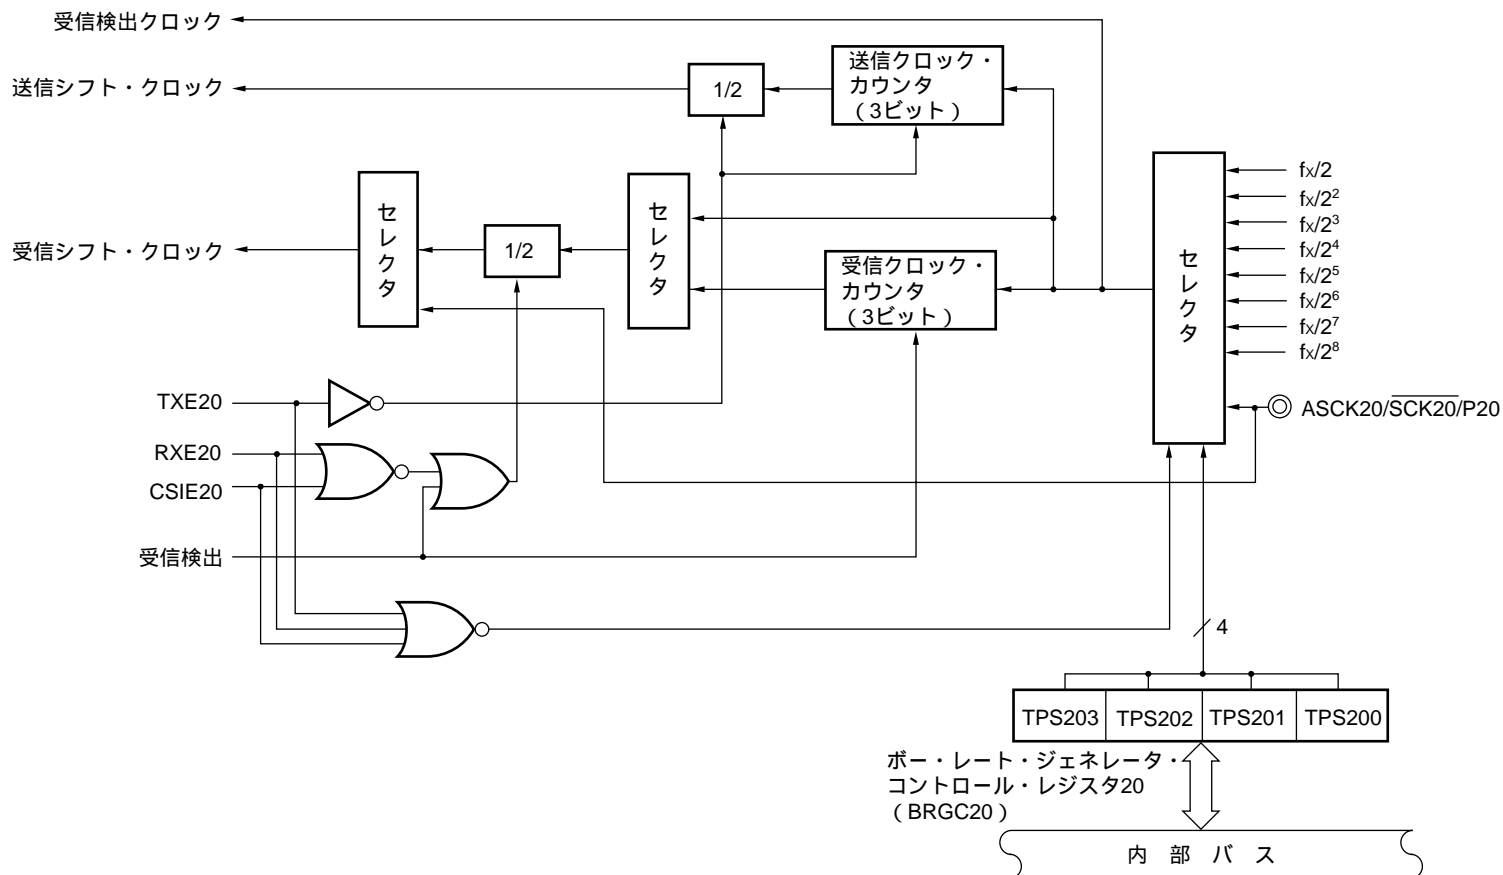 受信検出クロック
送信シフト・クロック
1/2
送信クロック・
カウンタ
（3ビット）
fX/2
fX/2²
fX/2³
fX/2⁴
fX/2⁵
fX/2⁶
fX/2⁷
fX/2⁸
セレクタ
セレクタ
セレクタ
受信シフト・クロック
1/2
受信クロック・
カウンタ
（3ビット）
TXE20
ASCK20/S̅C̅K̅2̅0̅/P20
RXE20
CSIE20
受信検出
4
TPS203 TPS202 TPS201 TPS200
ボー・レート・ジェネレータ・
コントロール・レジスタ20
（BRGC20）
内 部 バ ス